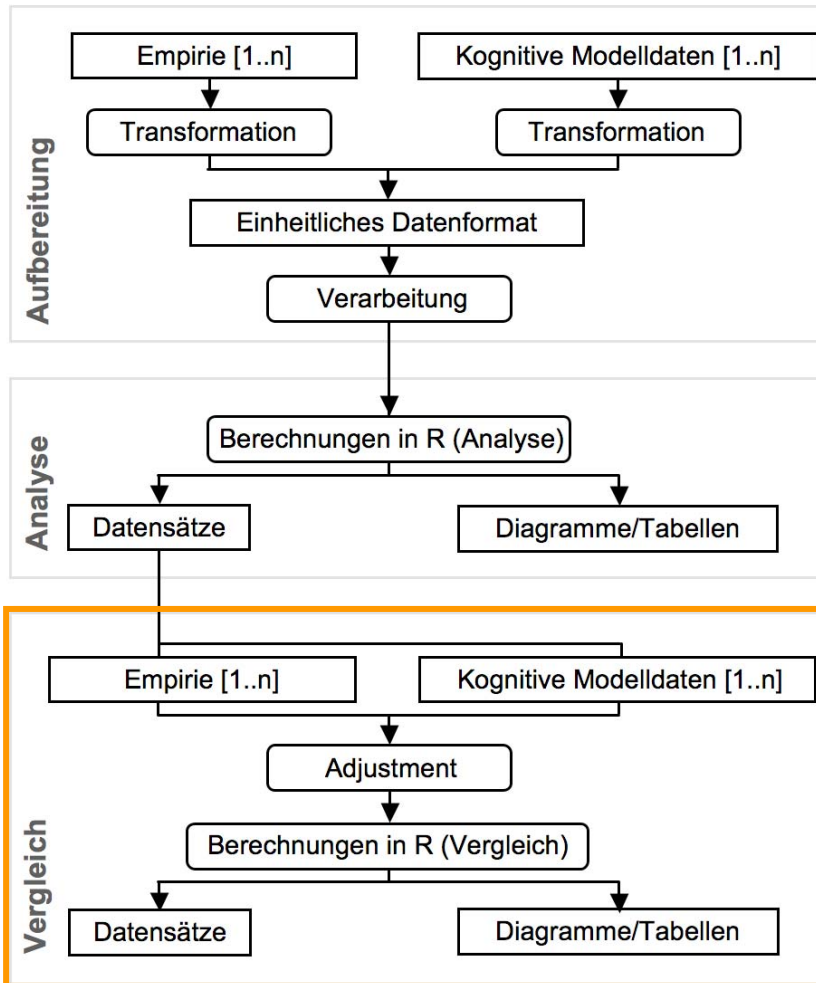 Aufbereitung
Empirie [1..n]
Kognitive Modelldaten [1..n]
Transformation
Transformation
Einheitliches Datenformat
Verarbeitung
Analyse
Berechnungen in R (Analyse)
Datensätze
Diagramme/Tabellen
Vergleich
Empirie [1..n]
Kognitive Modelldaten [1..n]
Adjustment
Berechnungen in R (Vergleich)
Datensätze
Diagramme/Tabellen